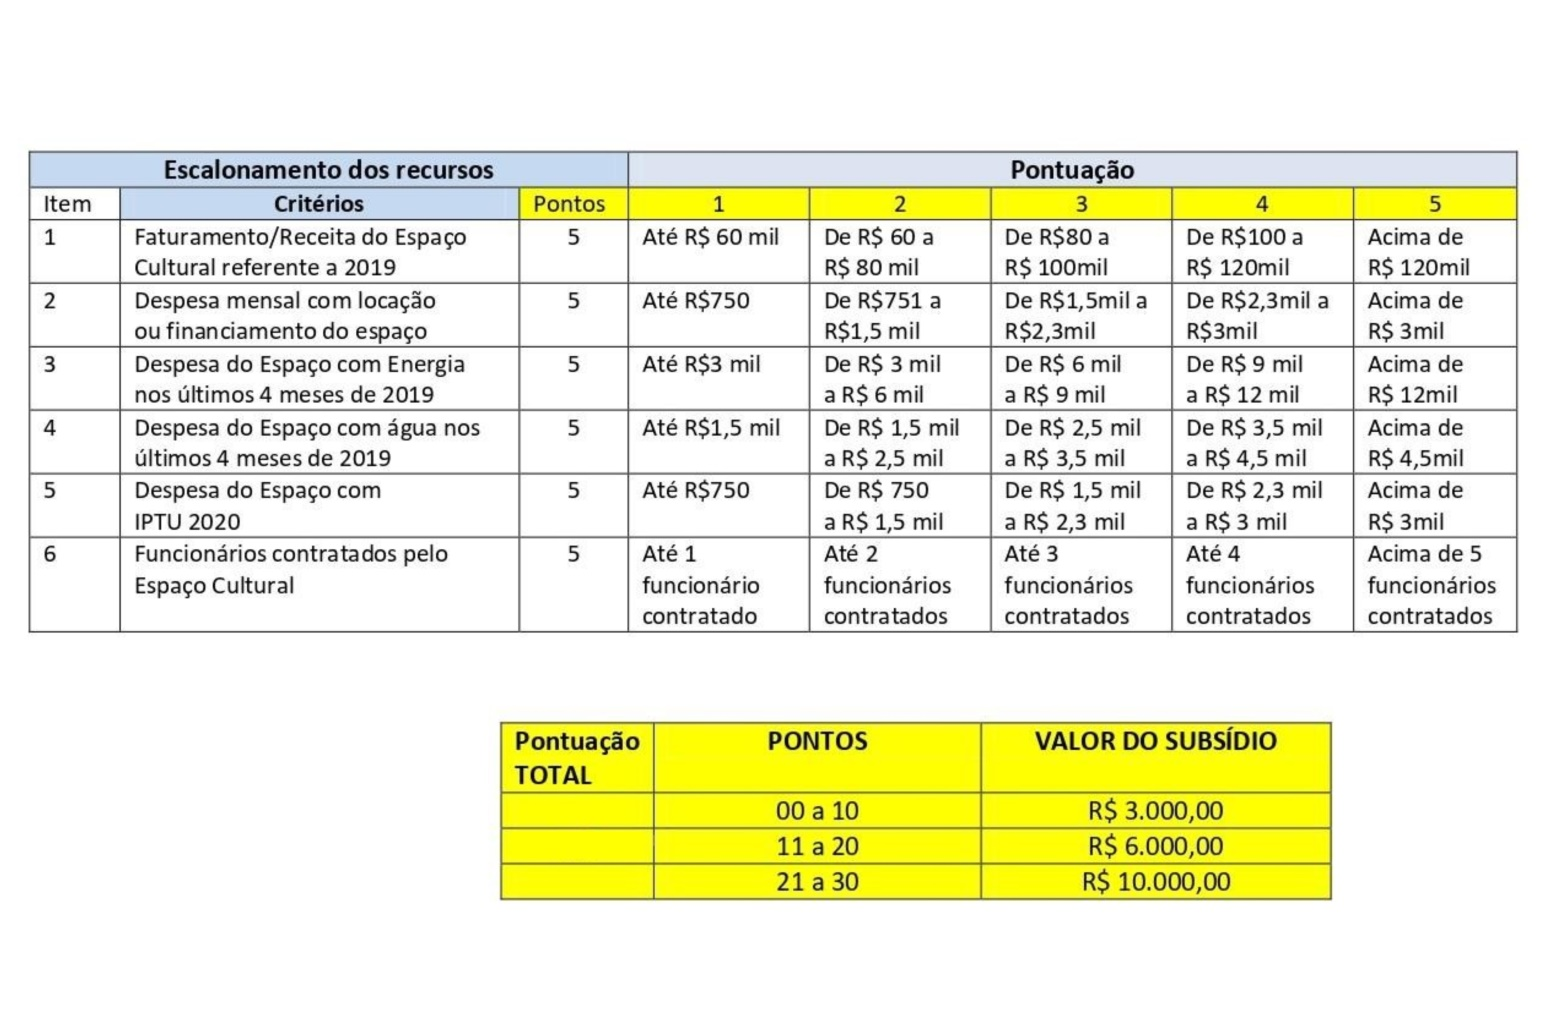 Escalonamento dos recursos Pontuação
Item Critérios Pontos 1 2 3 4 5
1 Faturamento/Receita do Espaço 5 Até R$ 60 mil De R$ 60 a De R$80 a De R$100 a Acima de
Cultural referente a 2019 R$ 80 mil R$ 100mil R$ 120mil R$ 120mil
2 Despesa mensal com locação 5 Até R$750 De R$751 a De R$1,5mil a De R$2,3mil a Acima de
ou financiamento do espaço R$1,5 mil R$2,3mil R$3mil R$ 3mil
3 Despesa do Espaço com Energia 5 Até R$3 mil De R$ 3 mil De R$ 6 mil De R$ 9 mil Acima de
nos últimos 4 meses de 2019 a R$ 6 mil a R$ 9 mil a R$ 12 mil R$ 12mil
4 Despesa do Espaço com água nos 5 Até R$1,5 mil De R$ 1,5 mil De R$ 2,5 mil De R$ 3,5 mil Acima de
últimos 4 meses de 2019 a R$ 2,5 mil a R$ 3,5 mil a R$ 4,5 mil R$ 4,5mil
5 Despesa do Espaço com 5 Até R$750 De R$ 750 De R$ 1,5 mil De R$ 2,3 mil Acima de
IPTU 2020 a R$ 1,5 mil a R$ 2,3 mil a R$ 3 mil R$ 3mil
6 Funcionários contratados pelo 5 Até 1 Até 2 Até 3 Até 4 Acima de 5
Espaço Cultural funcionário funcionários funcionários funcionários funcionários
contratado contratados contratados contratados contratados
Pontuação PONTOS VALOR DO SUBSÍDIO
TOTAL
00 a 10 R$ 3.000,00
11 a 20 R$ 6.000,00
21 a 30 R$ 10.000,00